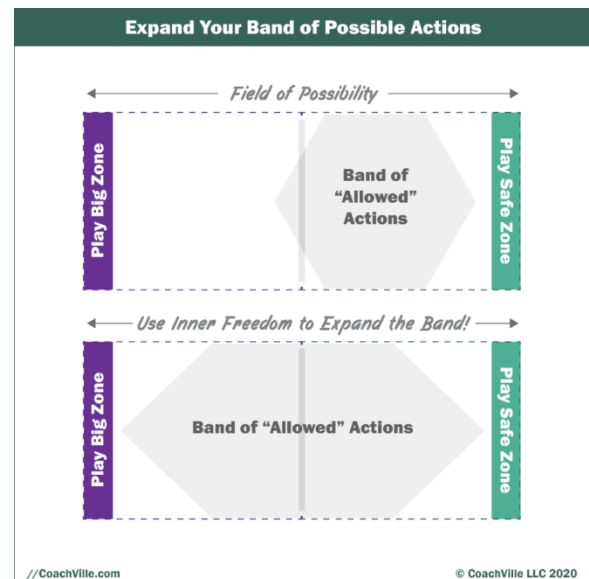 Expand Your Band of Possible Actions
Field of Possibility
Play Big Zone
Band of
“Allowed”
Actions
Play Safe Zone
Use Inner Freedom to Expand the Band!
Play Big Zone
Band of “Allowed” Actions
Play Safe Zone
//CoachVille.com
© CoachVille LLC 2020